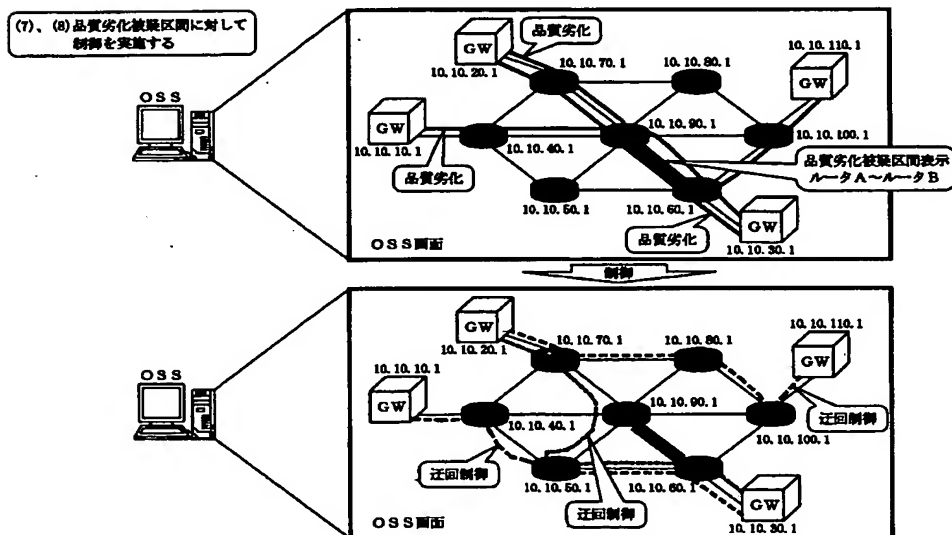 (7)、(8)品質劣化被疑区間に対して
制御を実施する
OSS
GW
品質劣化
10.10.20.1
10.10.70.1
10.10.80.1
10.10.110.1
GW
GW
10.10.10.1
10.10.40.1
10.10.90.1
10.10.100.1
品質劣化
品質劣化被疑区間表示
ルータA～ルータB
10.10.50.1
10.10.60.1
GW
10.10.30.1
品質劣化
OSS画面
制御
OSS
GW
10.10.20.1
10.10.70.1
10.10.80.1
10.10.110.1
GW
10.10.10.1
GW
10.10.40.1
10.10.90.1
10.10.100.1
迂回制御
迂回制御
10.10.50.1
10.10.60.1
迂回制御
GW
10.10.30.1
OSS画面